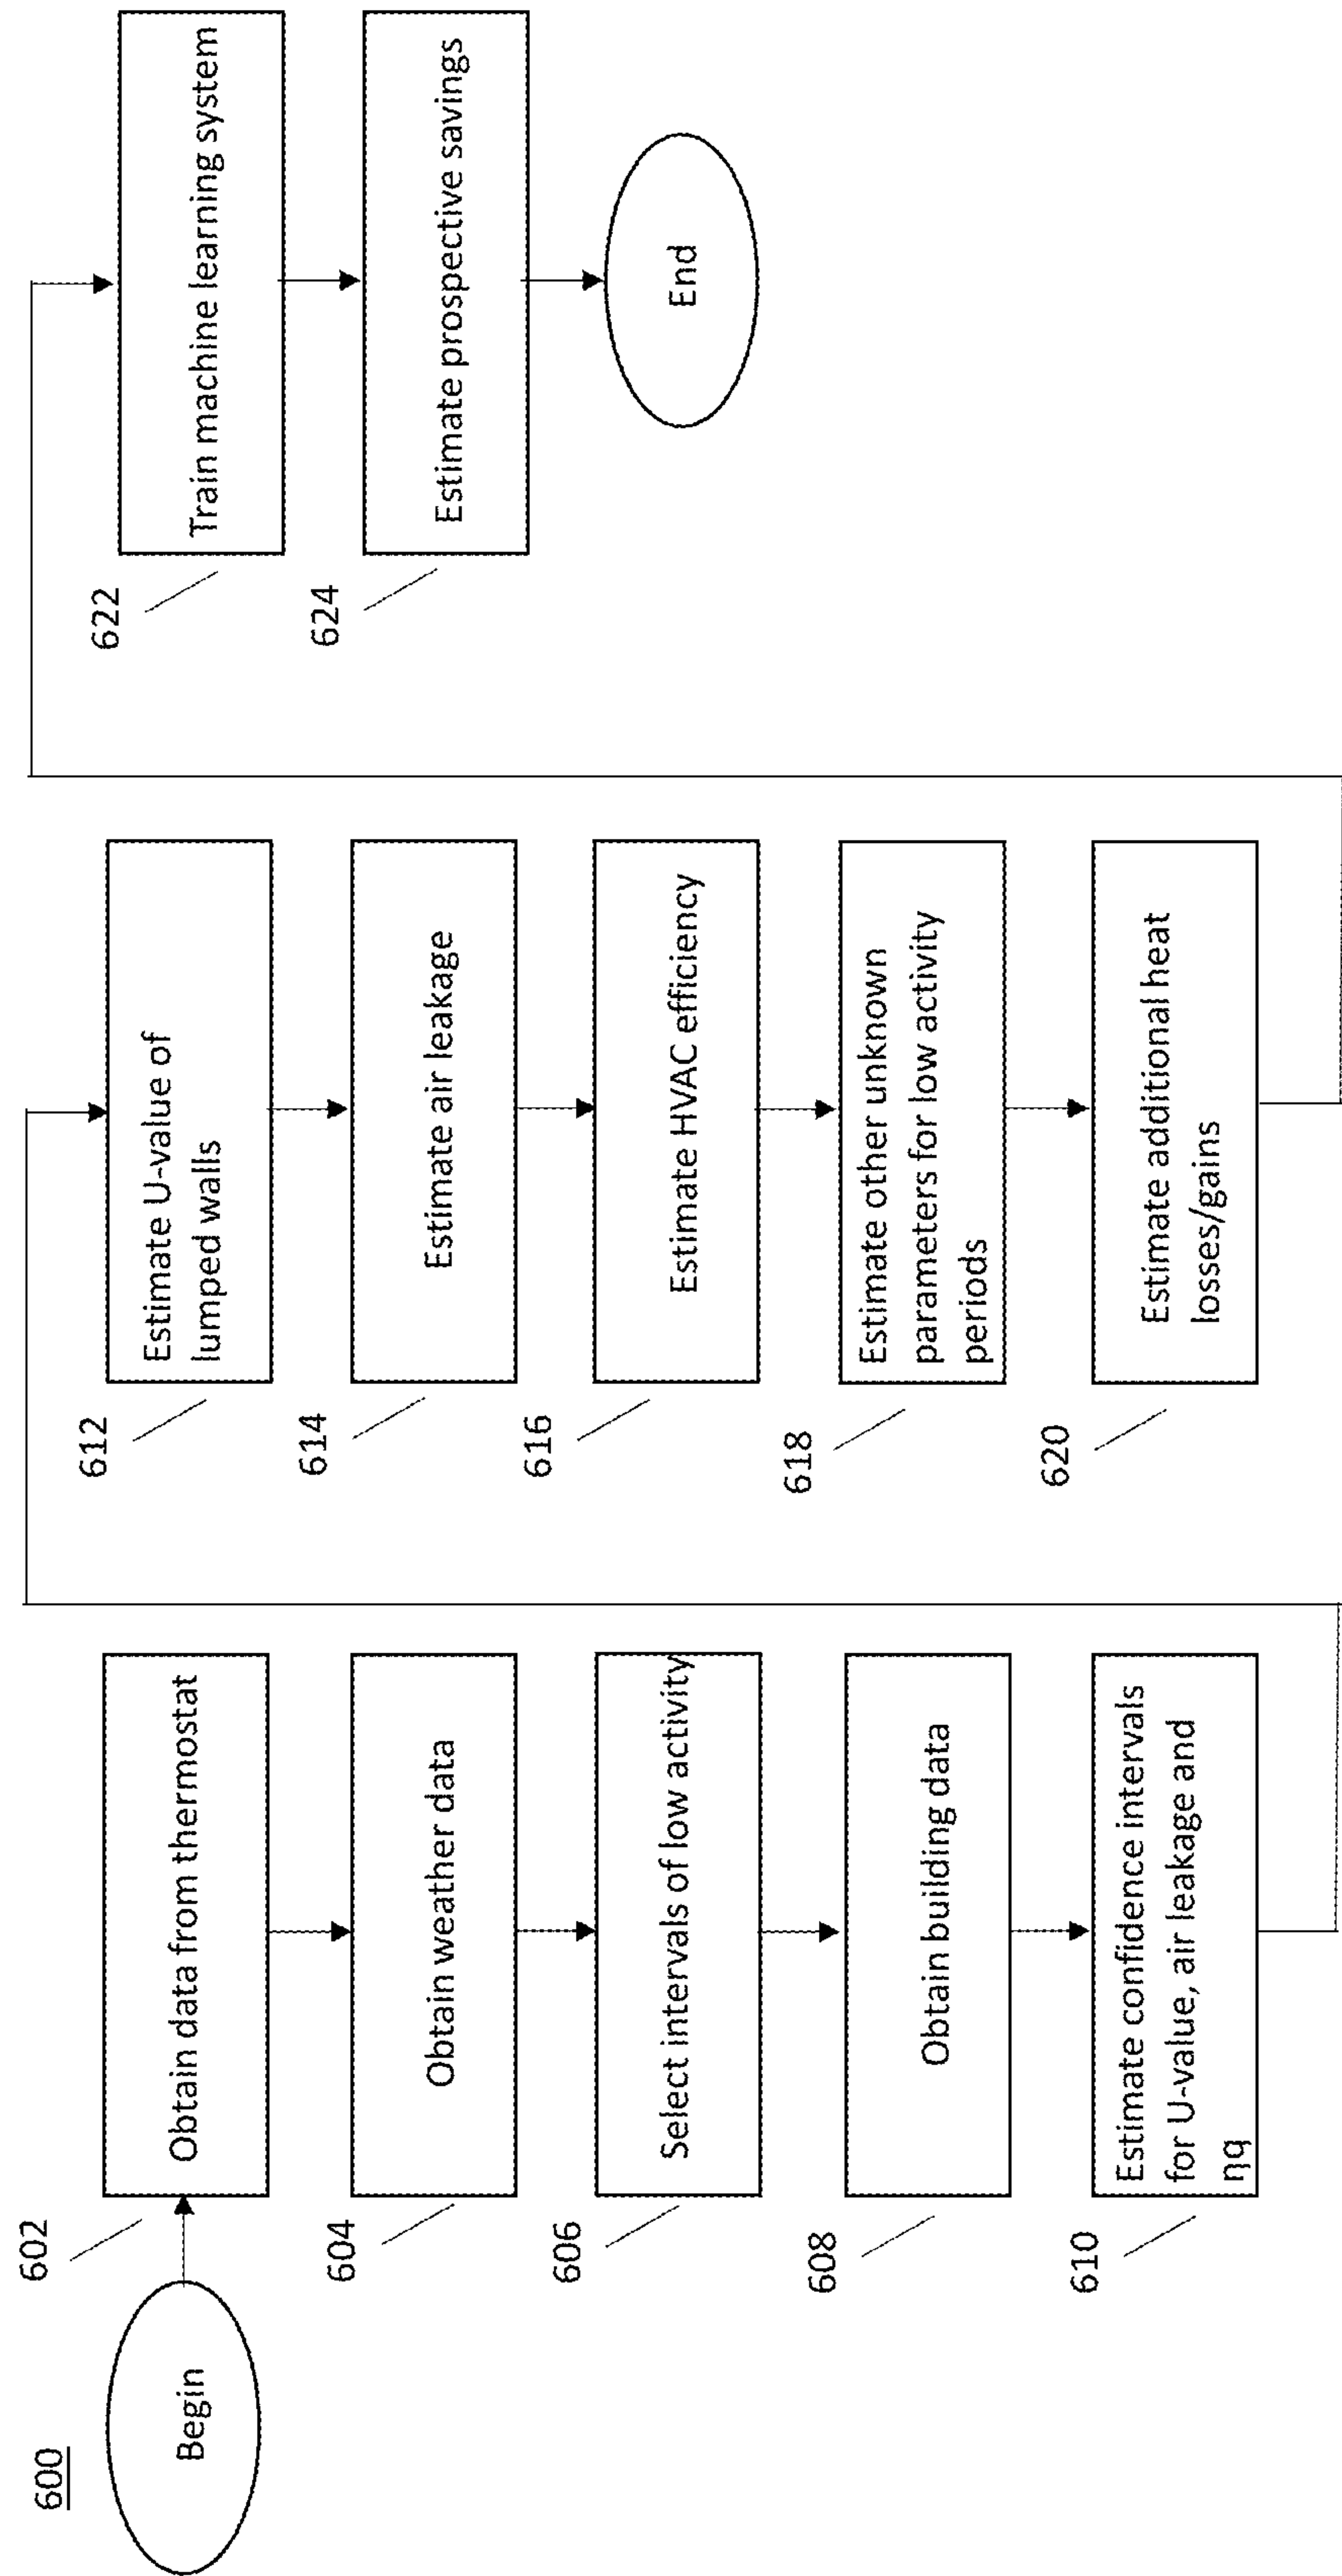 600
Begin
602
Obtain data from thermostat
604
Obtain weather data
606
Select intervals of low activity
608
Obtain building data
610
Estimate confidence intervals
for U-value, air leakage and
ηq
612
Estimate U-value of
lumped walls
614
Estimate air leakage
616
Estimate HVAC efficiency
618
Estimate other unknown
parameters for low activity
periods
620
Estimate additional heat
losses/gains
622
Train machine learning system
624
Estimate prospective savings
End